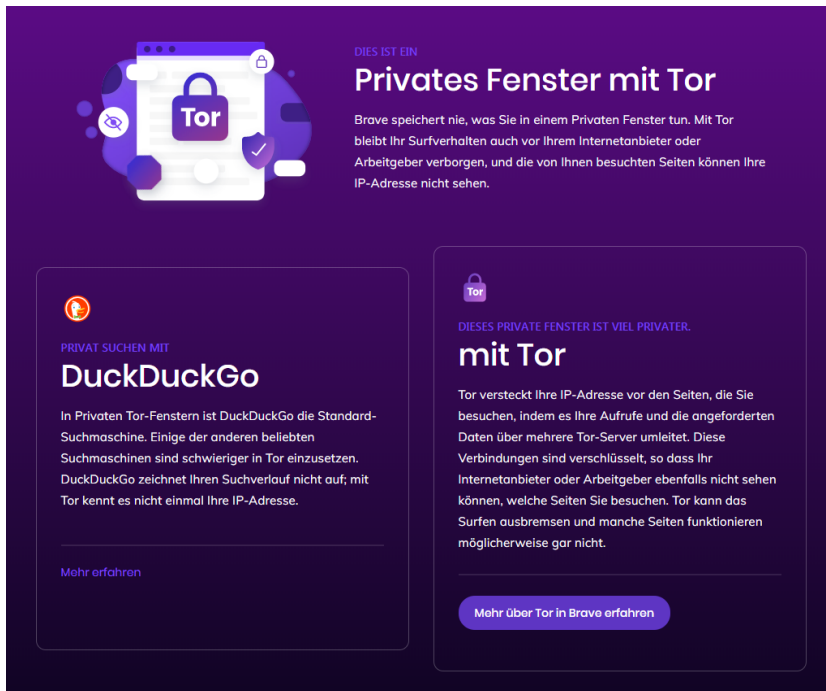 DIES IST EIN
Privates Fenster mit Tor
Brave speichert nie, was Sie in einem Privaten Fenster tun. Mit Tor
bleibt Ihr Surfverhalten auch vor Ihrem Internetanbieter oder
Arbeitgeber verborgen, und die von Ihnen besuchten Seiten können Ihre
IP-Adresse nicht sehen.
Tor
PRIVAT SUCHEN MIT
DuckDuckGo
In Privaten Tor-Fenstern ist DuckDuckGo die Standard-
Suchmaschine. Einige der anderen beliebten
Suchmaschinen sind schwieriger in Tor einzusetzen.
DuckDuckGo zeichnet Ihren Suchverlauf nicht auf; mit
Tor kennt es nicht einmal Ihre IP-Adresse.
Mehr erfahren
Tor
DIESES PRIVATE FENSTER IST VIEL PRIVATER.
mit Tor
Tor versteckt Ihre IP-Adresse vor den Seiten, die Sie
besuchen, indem es Ihre Aufrufe und die angeforderten
Daten über mehrere Tor-Server umleitet. Diese
Verbindungen sind verschlüsselt, so dass Ihr
Internetanbieter oder Arbeitgeber ebenfalls nicht sehen
können, welche Seiten Sie besuchen. Tor kann das
Surfen ausbremsen und manche Seiten funktionieren
möglicherweise gar nicht.
Mehr über Tor in Brave erfahren